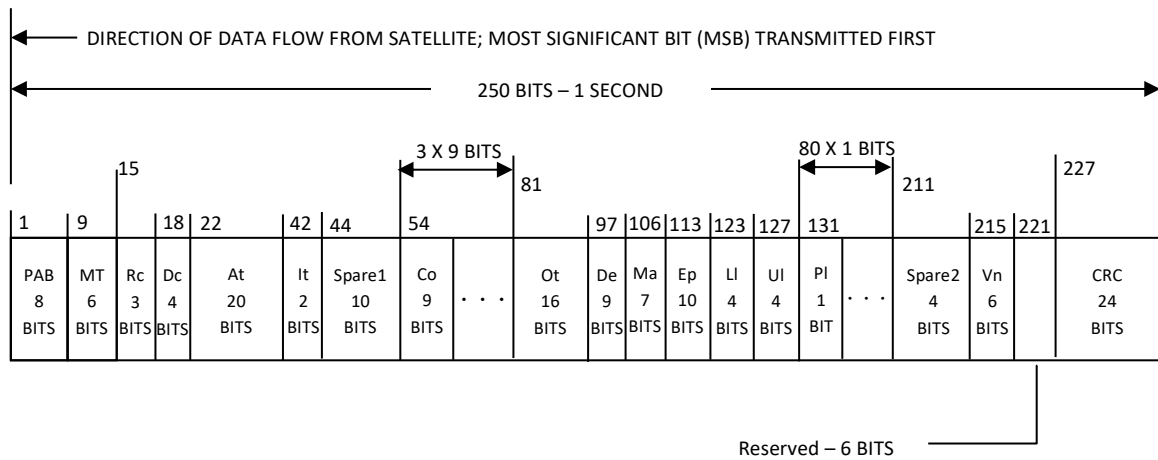 DIRECTION OF DATA FLOW FROM SATELLITE; MOST SIGNIFICANT BIT (MSB) TRANSMITTED FIRST
250 BITS – 1 SECOND
3 X 9 BITS
80 X 1 BITS
15
81
211
227
1 9 18 22 42 44 54 97 106 113 123 127 131 215 221
PAB MT Rc Dc At It Spare1 Co Ot De Ma Ep Ll Ul Pl Spare2 Vn CRC
8 6 3 4 20 2 10 9 . . . 16 9 7 10 4 4 1 . . . 4 6 24
BITS BITS BITS BITS BITS BITS BITS BITS BITS BITS BITS BITS BITS BITS BIT BITS BITS BITS
Reserved – 6 BITS